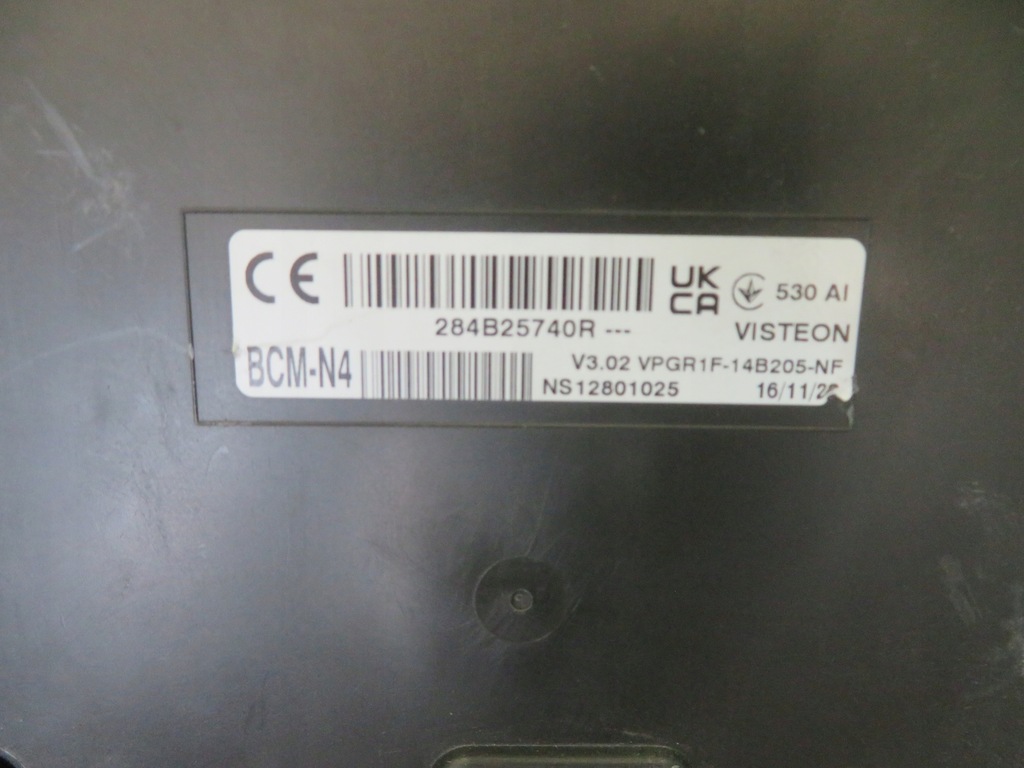 CE
UK
CA
530 AI
284B25740R ---
VISTEON
BCM-N4
V3.02 VPGR1F-14B205-NF
NS12801025